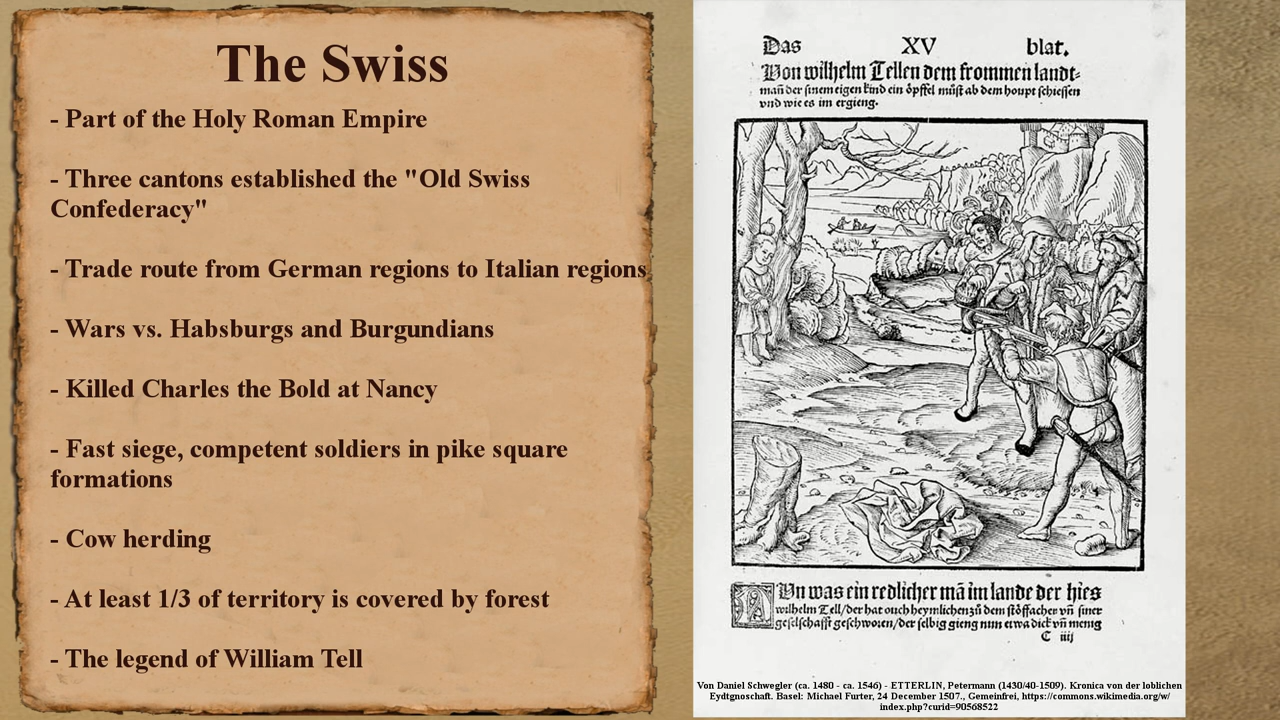 The Swiss
- Part of the Holy Roman Empire
- Three cantons established the "Old Swiss
Confederacy"
- Trade route from German regions to Italian regions
- Wars vs. Habsburgs and Burgundians
- Killed Charles the Bold at Nancy
- Fast siege, competent soldiers in pike square
formations
- Cow herding
- At least 1/3 of territory is covered by forest
- The legend of William Tell
Das XV blat.
Von wilhelm Tellen dem frommen landt-
mañ der sinem eigen kind ein öpffel müst ab dem houpt schiessen
vnd wie es im ergieng.
Un was ein redlicher mã im lande der hies
wilhelm Tell/der hat ouch heymlichen zů dem stöffacher vñ siner
geselschafft geschworen/der selbig gieng nun etwa dick vñ menig
C iiij
Von Daniel Schwegler (ca. 1480 - ca. 1546) - ETTERLIN, Petermann (1430/40-1509). Kronica von der loblichen
Eydtgnoschaft. Basel: Michael Furter, 24 December 1507., Gemeinfrei, https://commons.wikimedia.org/w/
index.php?curid=90568522